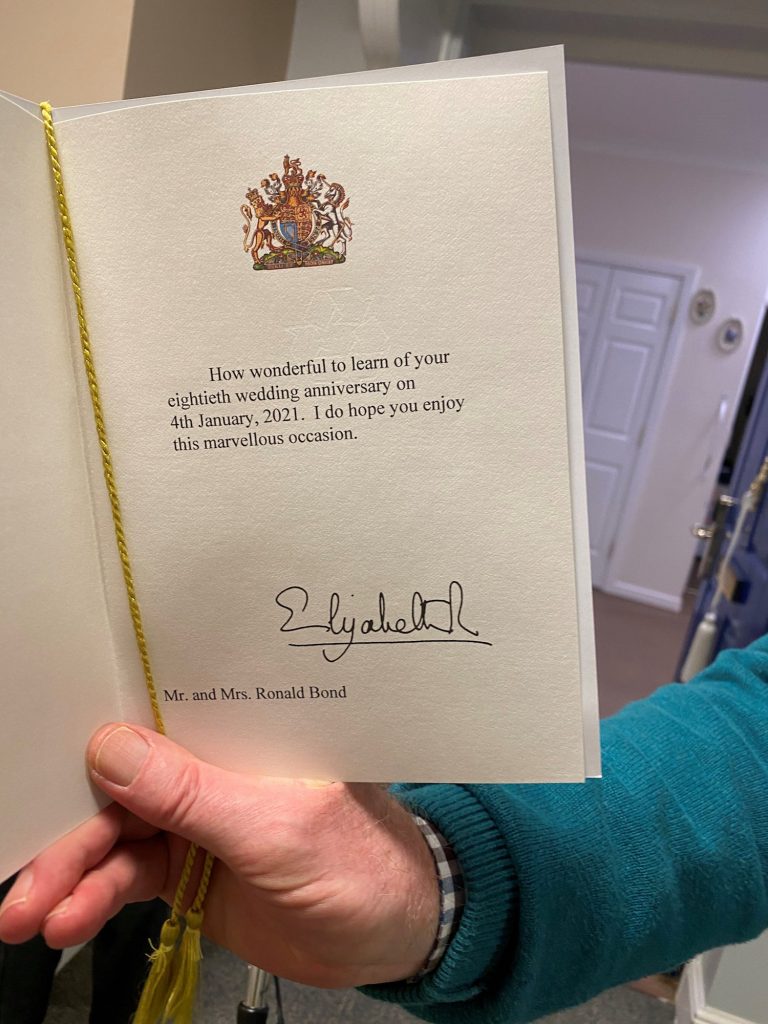 How wonderful to learn of your
eightieth wedding anniversary on
4th January, 2021.  I do hope you enjoy
this marvellous occasion.
Elizabeth R
Mr. and Mrs. Ronald Bond